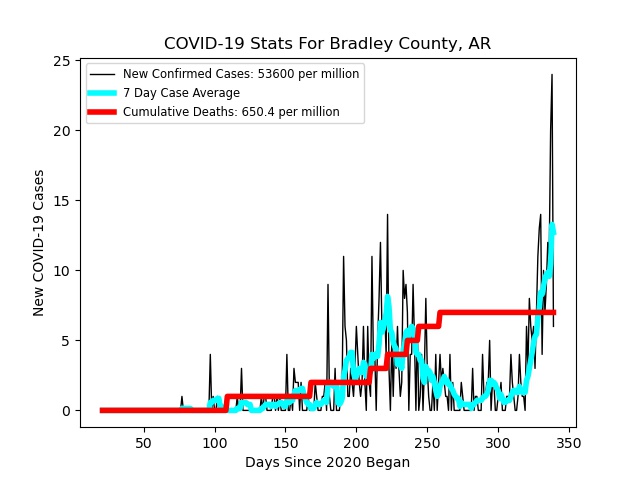 COVID-19 Stats For Bradley County, AR
New Confirmed Cases: 53600 per million
7 Day Case Average
Cumulative Deaths: 650.4 per million
New COVID-19 Cases
25
20
15
10
5
0
50 100 150 200 250 300 350
Days Since 2020 Began